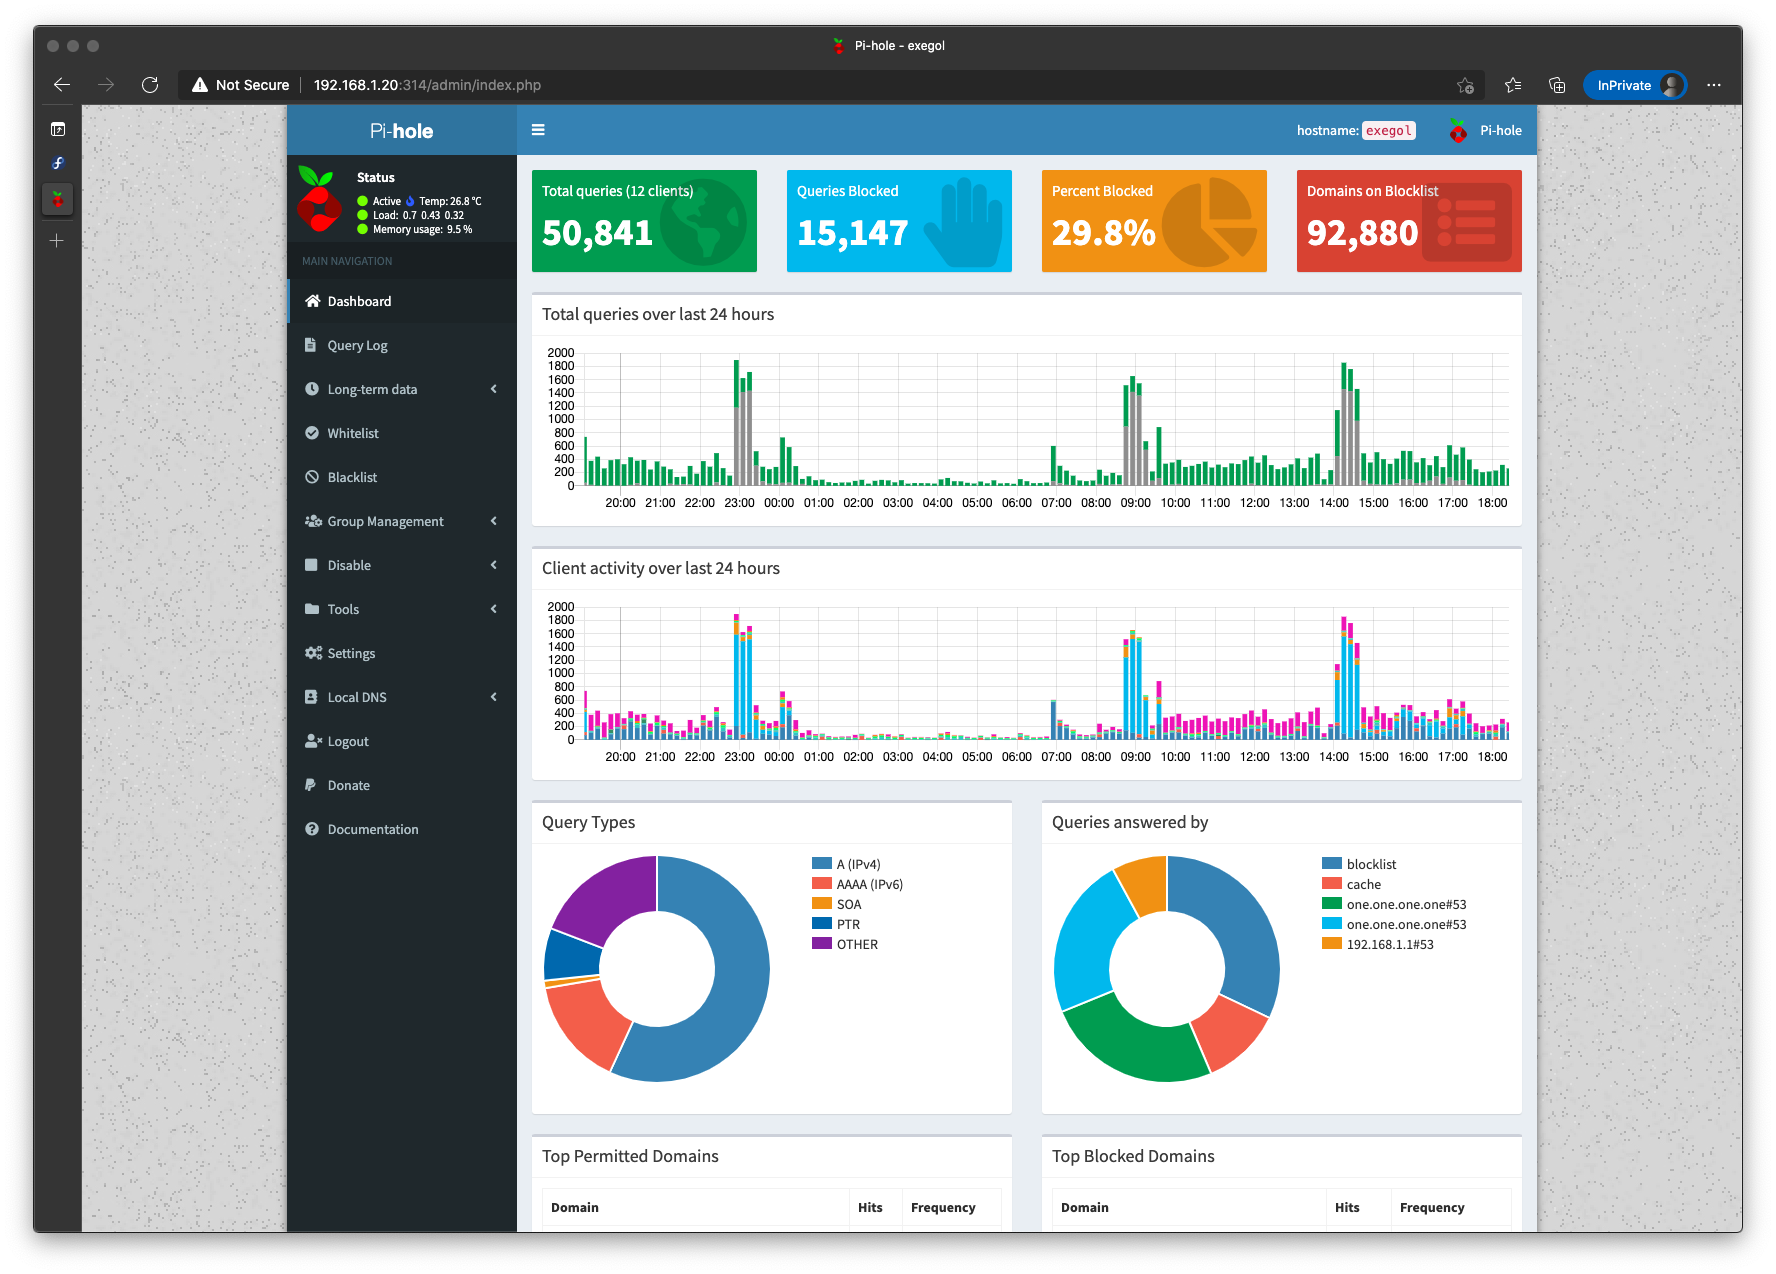 Pi-hole - exegol
Not Secure 192.168.1.20:314/admin/index.php
InPrivate
Pi-hole
hostname: exegol Pi-hole
Status
Active Temp: 26.8 °C
Load: 0.7 0.43 0.32
Memory usage: 9.5 %
MAIN NAVIGATION
Dashboard
Query Log
Long-term data
Whitelist
Blacklist
Group Management
Disable
Tools
Settings
Local DNS
Logout
Donate
Documentation
Total queries (12 clients)
50,841
Queries Blocked
15,147
Percent Blocked
29.8%
Domains on Blocklist
92,880
Total queries over last 24 hours
2000
1800
1600
1400
1200
1000
800
600
400
200
0
20:00 21:00 22:00 23:00 00:00 01:00 02:00 03:00 04:00 05:00 06:00 07:00 08:00 09:00 10:00 11:00 12:00 13:00 14:00 15:00 16:00 17:00 18:00
Client activity over last 24 hours
2000
1800
1600
1400
1200
1000
800
600
400
200
0
20:00 21:00 22:00 23:00 00:00 01:00 02:00 03:00 04:00 05:00 06:00 07:00 08:00 09:00 10:00 11:00 12:00 13:00 14:00 15:00 16:00 17:00 18:00
Query Types
A (IPv4)
AAAA (IPv6)
SOA
PTR
OTHER
Queries answered by
blocklist
cache
one.one.one.one#53
one.one.one.one#53
192.168.1.1#53
Top Permitted Domains
Domain Hits Frequency
Top Blocked Domains
Domain Hits Frequency